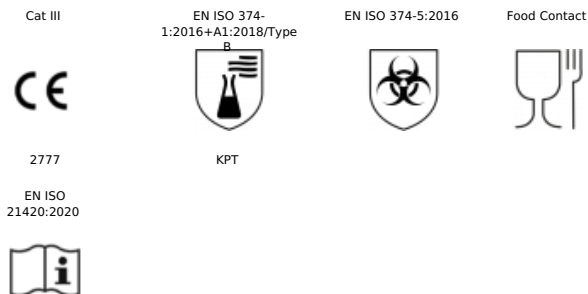 Cat III
EN ISO 374-
1:2016+A1:2018/Type
B
EN ISO 374-5:2016
Food Contact
CE
2777
KPT
EN ISO
21420:2020
i